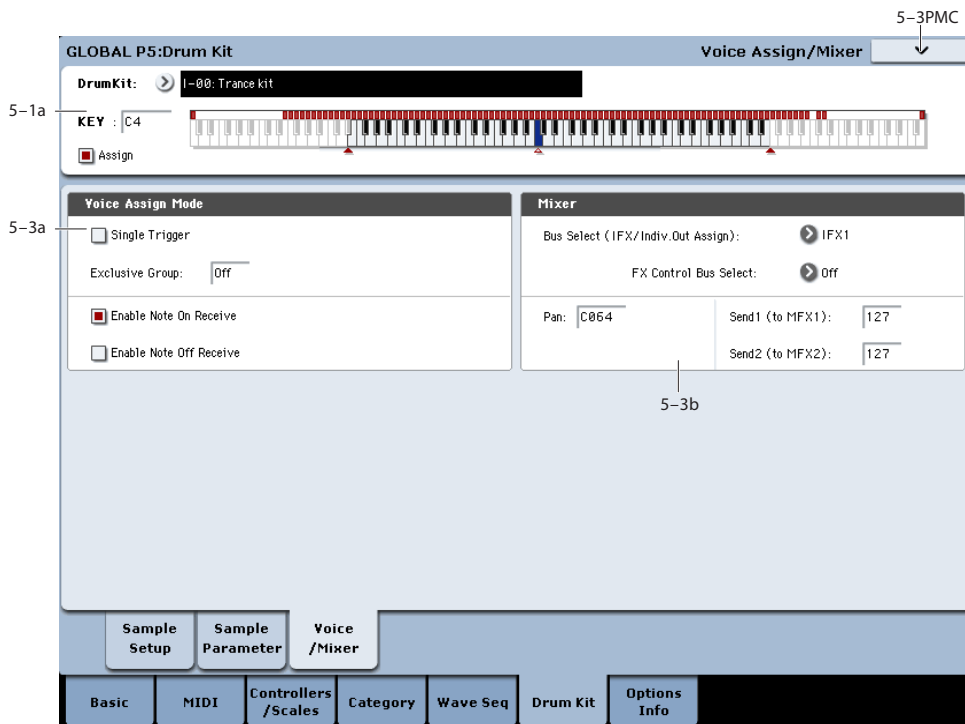 5–3PMC
GLOBAL P5:Drum Kit
Voice Assign/Mixer
DrumKit:
I-00: Trance kit
5–1a
KEY : C4
Assign
Voice Assign Mode
Mixer
5–3a
Single Trigger
Bus Select (IFX/Indiv.Out Assign):
IFX1
Exclusive Group:
Off
FX Control Bus Select:
Off
Enable Note On Receive
Pan: C064
Send1 (to MFX1):
127
Enable Note Off Receive
Send2 (to MFX2):
127
5–3b
Sample
Setup
Sample
Parameter
Voice
/Mixer
Basic
MIDI
Controllers
/Scales
Category
Wave Seq
Drum Kit
Options
Info